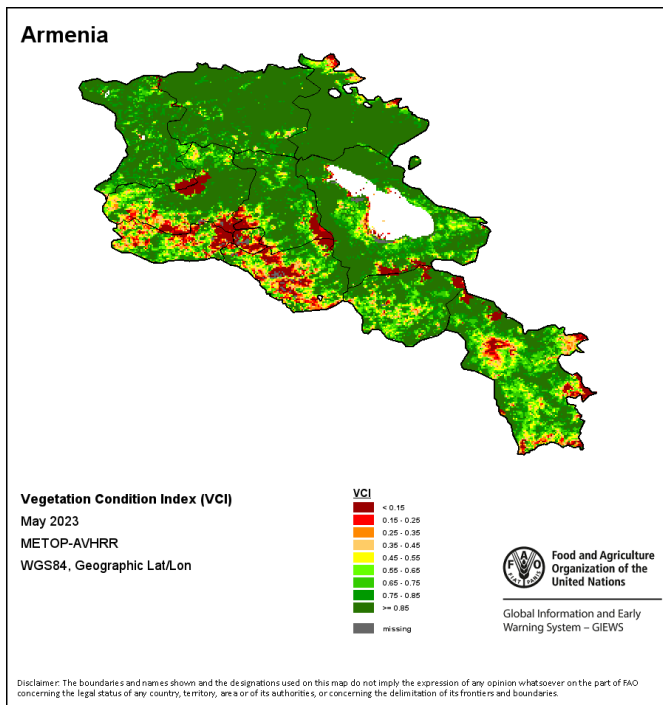 Armenia
Vegetation Condition Index (VCI)
May 2023
METOP-AVHRR
WGS84, Geographic Lat/Lon
VCI
< 0.15
0.15 - 0.25
0.25 - 0.35
0.35 - 0.45
0.45 - 0.55
0.55 - 0.65
0.65 - 0.75
0.75 - 0.85
>= 0.85
missing
F A O
FIAT PANIS
Food and Agriculture
Organization of the
United Nations
Global Information and Early
Warning System – GIEWS
Disclaimer: The boundaries and names shown and the designations used on this map do not imply the expression of any opinion whatsoever on the part of FAO
concerning the legal status of any country, territory, area or of its authorities, or concerning the delimitation of its frontiers and boundaries.